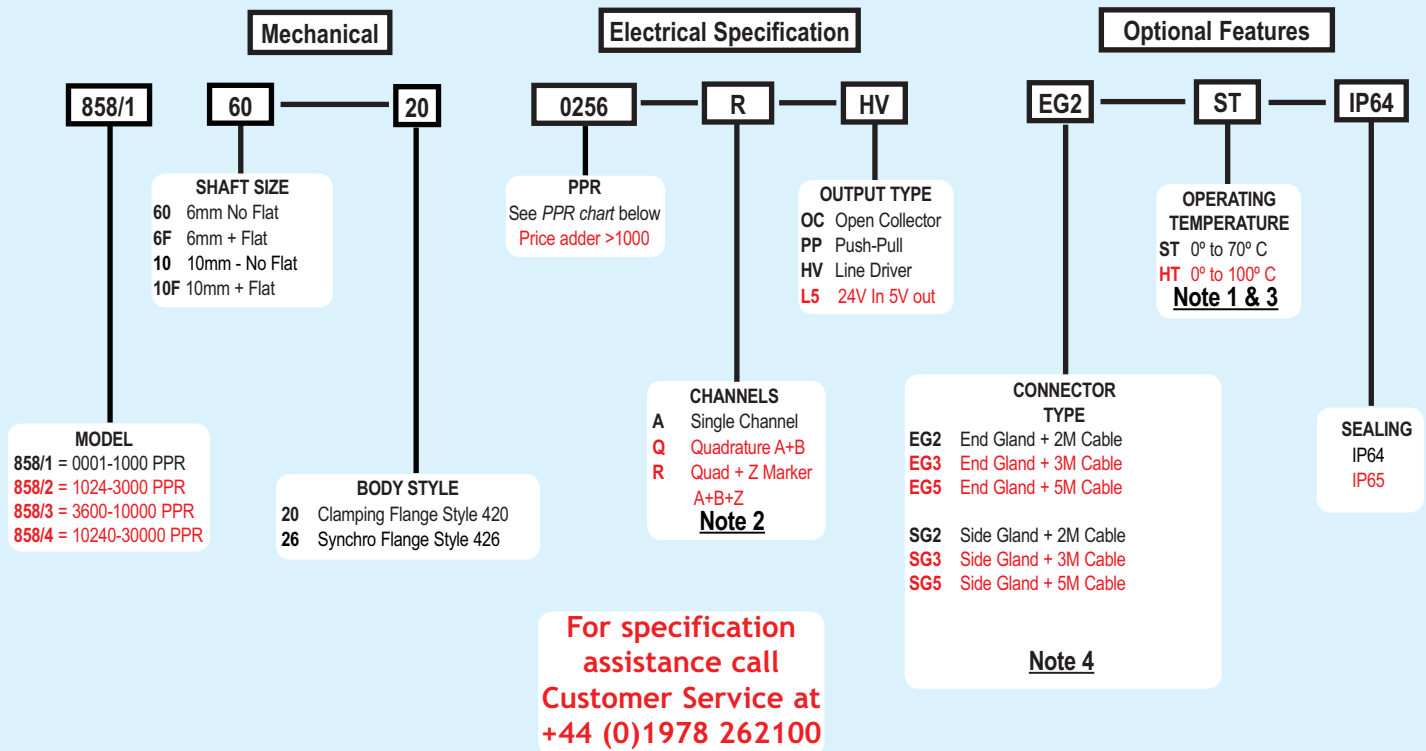 Mechanical
Electrical Specification
Optional Features
858/1
60
20
0256
R
HV
EG2
ST
IP64
SHAFT SIZE
60 6mm No Flat
6F 6mm + Flat
10 10mm - No Flat
10F 10mm + Flat
PPR
See PPR chart below
Price adder >1000
OUTPUT TYPE
OC Open Collector
PP Push-Pull
HV Line Driver
L5 24V In 5V out
OPERATING
TEMPERATURE
ST 0º to 70º C
HT 0º to 100º C
Note 1 & 3
MODEL
858/1 = 0001-1000 PPR
858/2 = 1024-3000 PPR
858/3 = 3600-10000 PPR
858/4 = 10240-30000 PPR
BODY STYLE
20 Clamping Flange Style 420
26 Synchro Flange Style 426
CHANNELS
A Single Channel
Q Quadrature A+B
R Quad + Z Marker
A+B+Z
Note 2
CONNECTOR
TYPE
EG2 End Gland + 2M Cable
EG3 End Gland + 3M Cable
EG5 End Gland + 5M Cable
SG2 Side Gland + 2M Cable
SG3 Side Gland + 3M Cable
SG5 Side Gland + 5M Cable
Note 4
SEALING
IP64
IP65
For specification
assistance call
Customer Service at
+44 (0)1978 262100